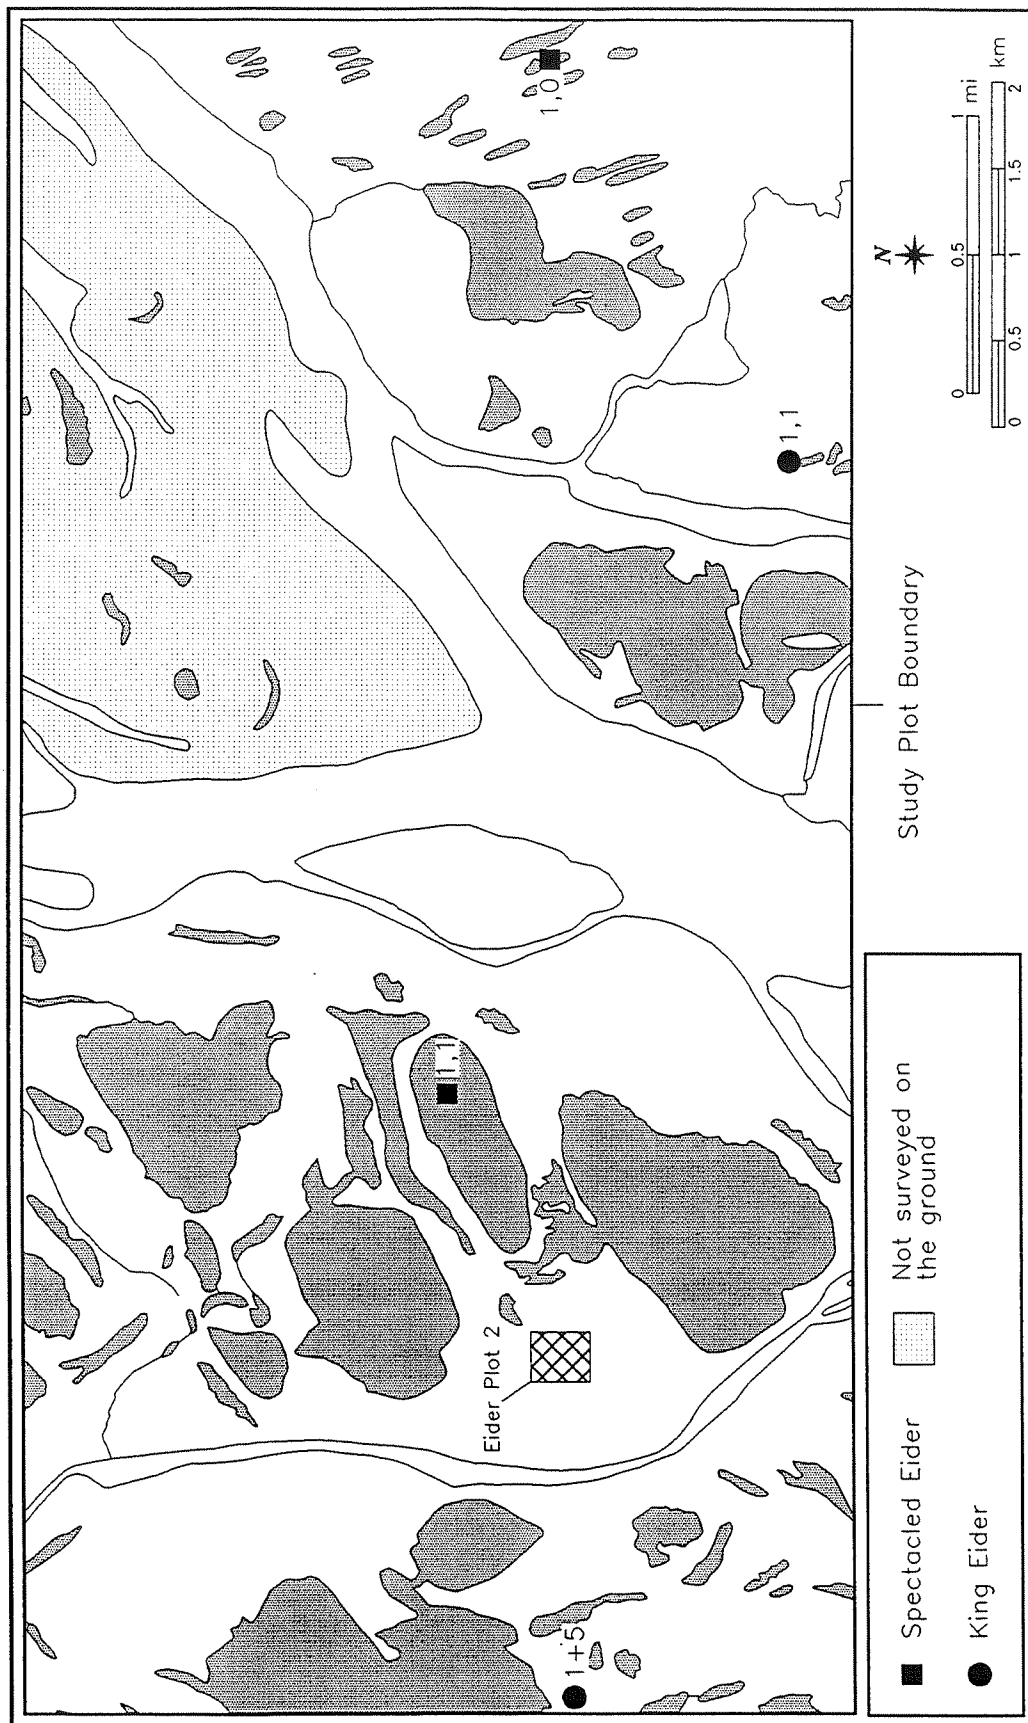 1,0
1,1
1,1
Eider Plot 2
1+5
Study Plot Boundary
N
0 0.5 1 mi
0 0.5 1 1.5 2 km
Spectacled Eider
King Eider
Not surveyed on
the ground